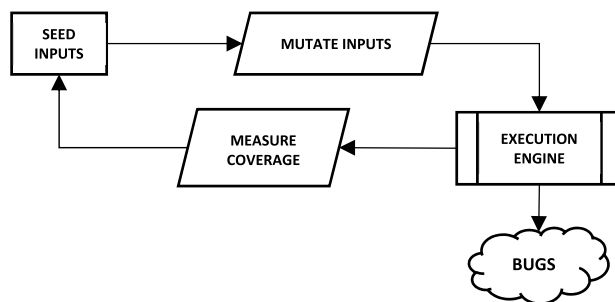 SEED
INPUTS
MUTATE INPUTS
MEASURE
COVERAGE
EXECUTION
ENGINE
BUGS